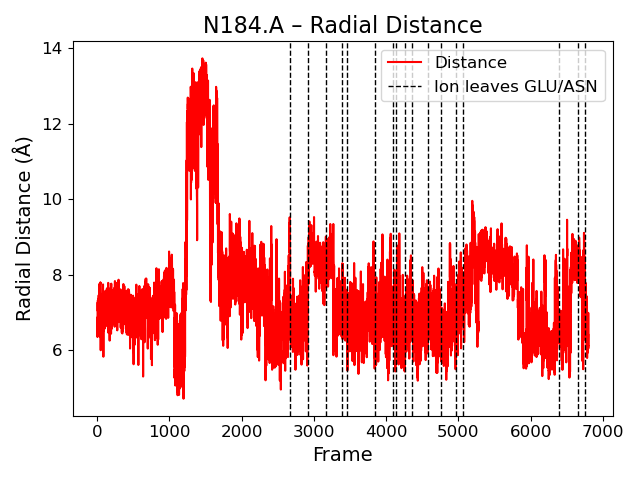 N184.A – Radial Distance
Radial Distance (Å)
14
12
10
8
6
Distance
Ion leaves GLU/ASN
0 1000 2000 3000 4000 5000 6000 7000
Frame